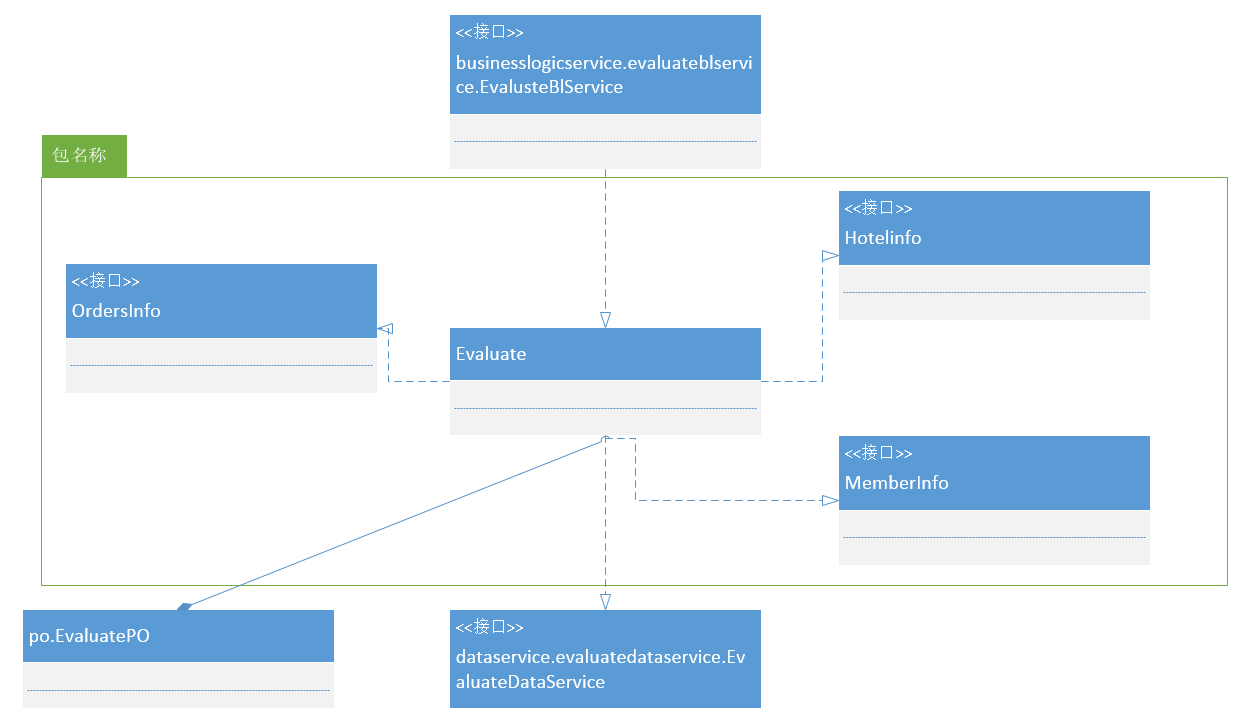 <<接口>>
businesslogicservice.evaluateblservi
ce.EvalusteBlService
包名称
<<接口>>
Hotelinfo
<<接口>>
OrdersInfo
Evaluate
<<接口>>
MemberInfo
po.EvaluatePO
<<接口>>
dataservice.evaluatedataservice.Ev
aluateDataService